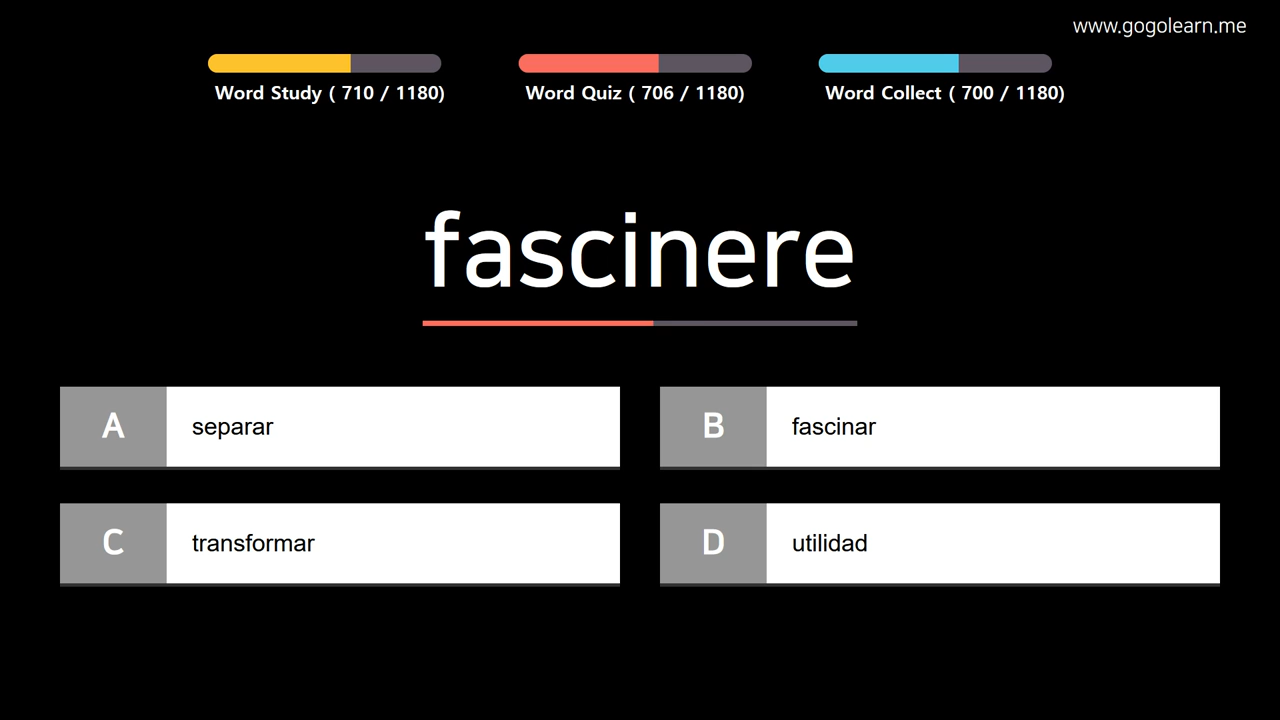 www.gogolearn.me
Word Study ( 710 / 1180)
Word Quiz ( 706 / 1180)
Word Collect ( 700 / 1180)
fascinere
A separar
B fascinar
C transformar
D utilidad